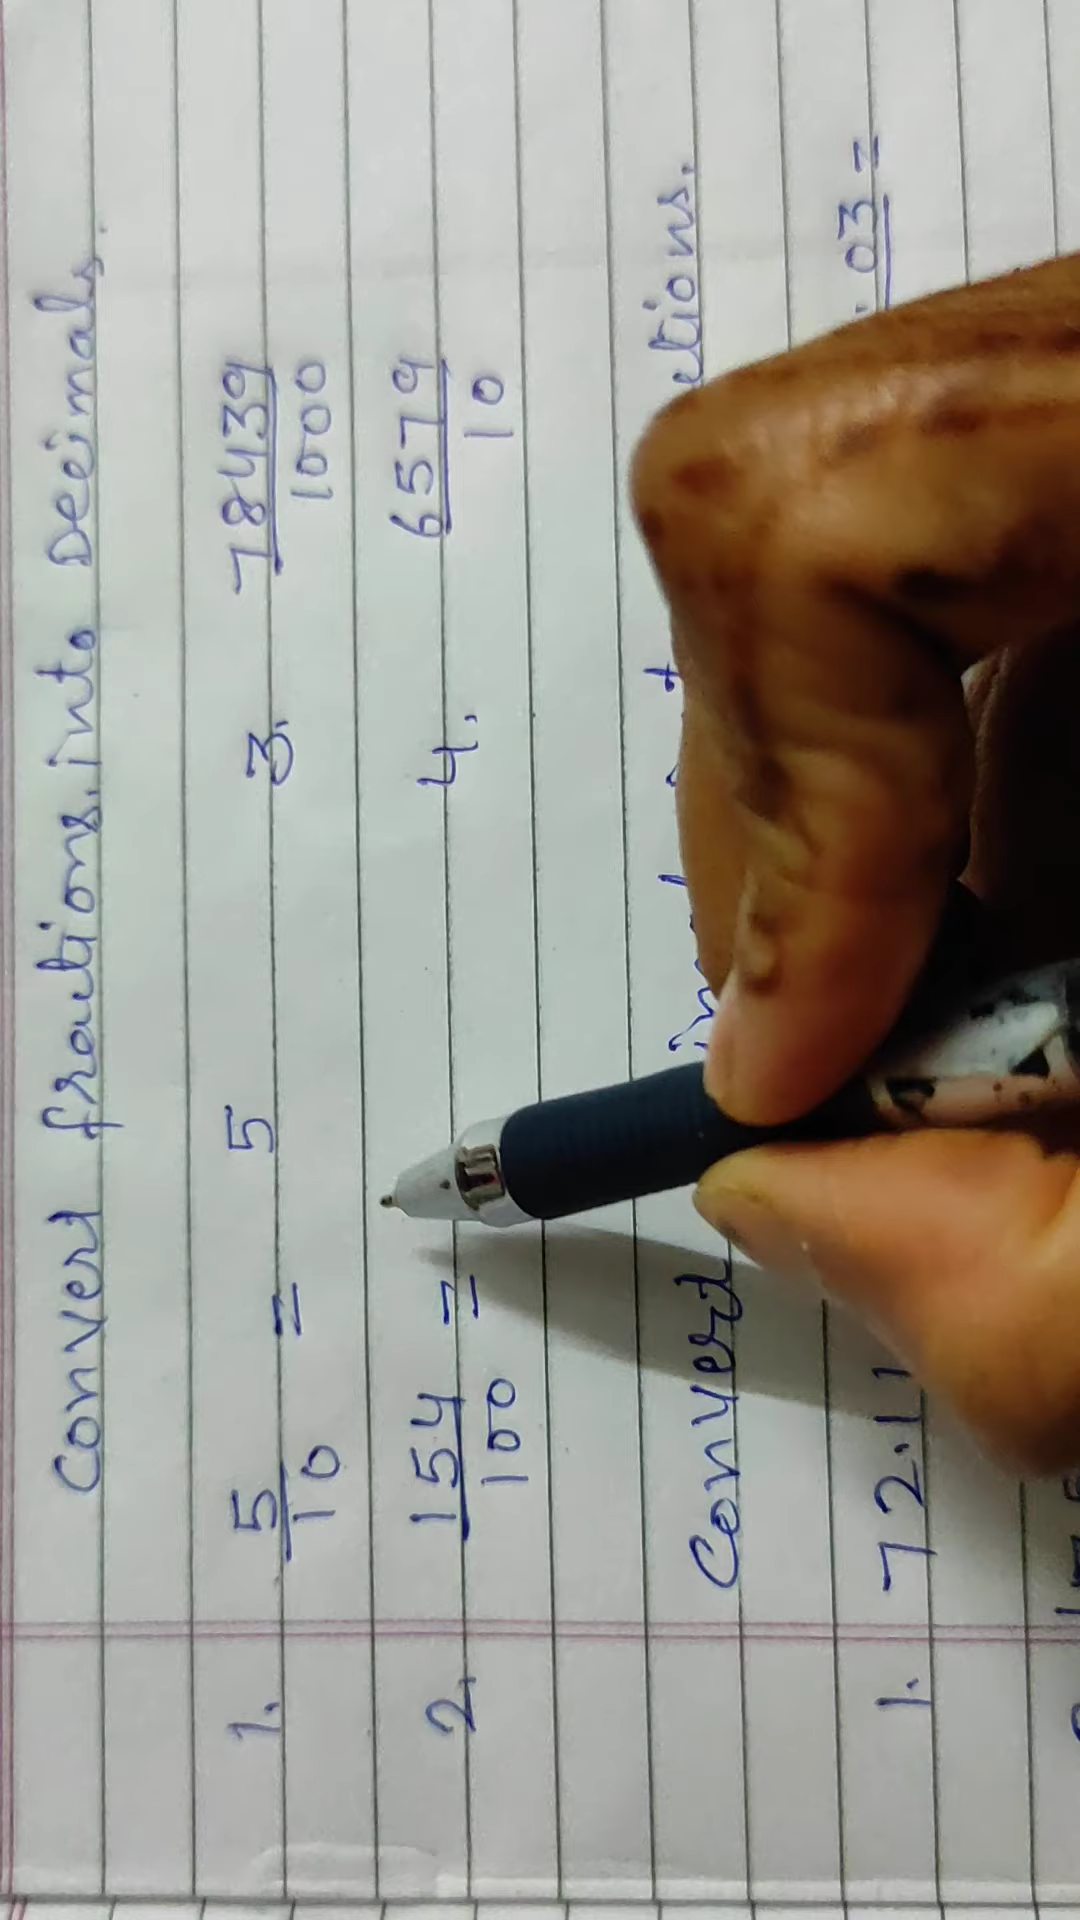 Convert fractions into Decimals.
1. 5/10 = 5 3. 78439/1000
2. 154/100 = 4. 6579/10
Convert
1. 72.11 .03 =